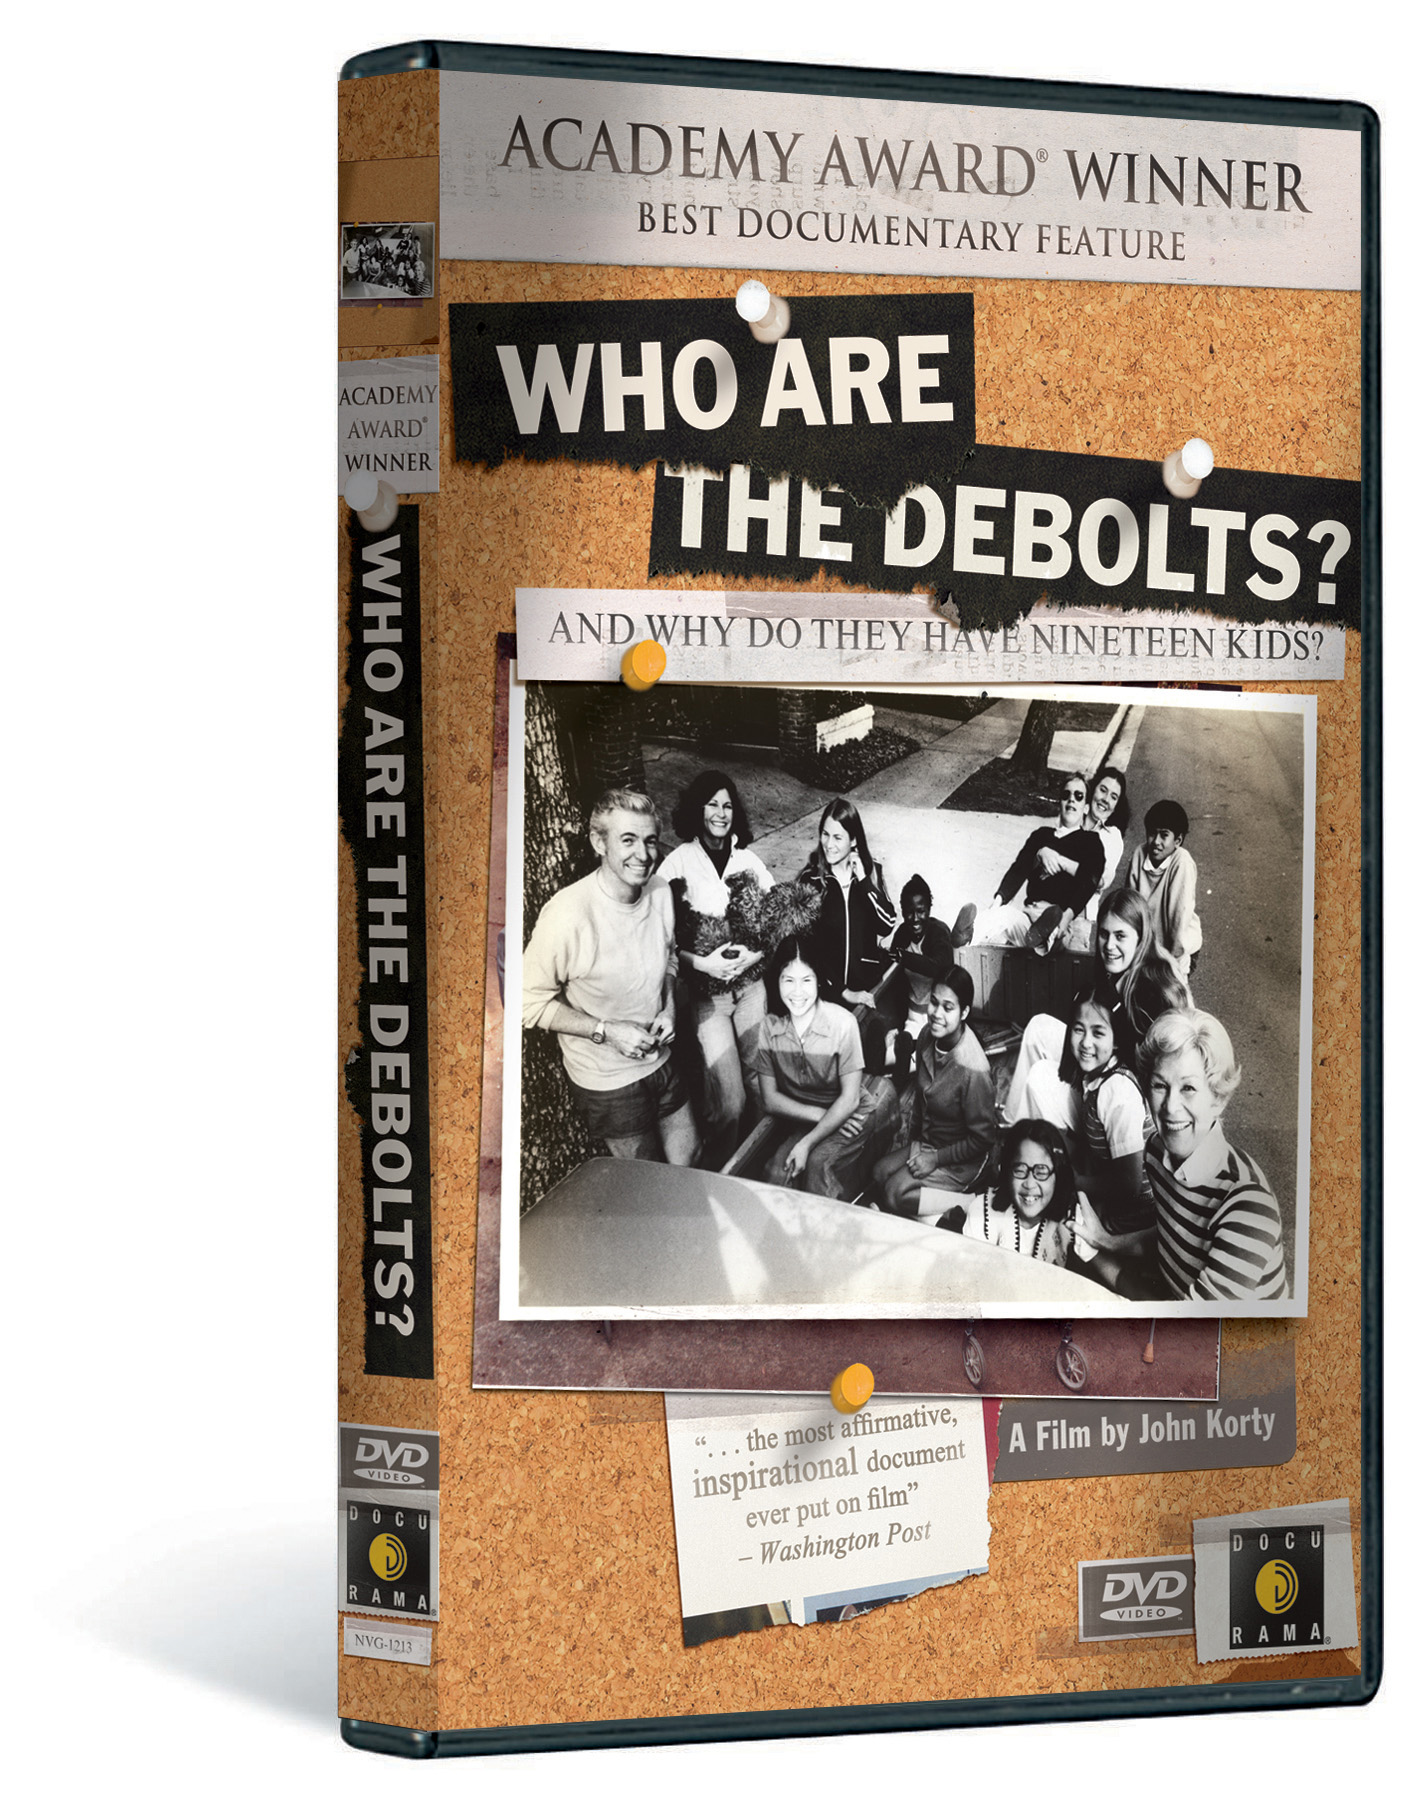 ACADEMY AWARD® WINNER
BEST DOCUMENTARY FEATURE
WHO ARE
THE DEBOLTS?
AND WHY DO THEY HAVE NINETEEN KIDS?
A Film by John Korty
“. . . the most affirmative,
inspirational document
ever put on film”
– Washington Post
DVD
VIDEO
DOCU
RAMA®
ACADEMY
AWARD®
WINNER
WHO ARE THE DEBOLTS?
DVD
VIDEO
DOCU
RAMA®
NVG-1213